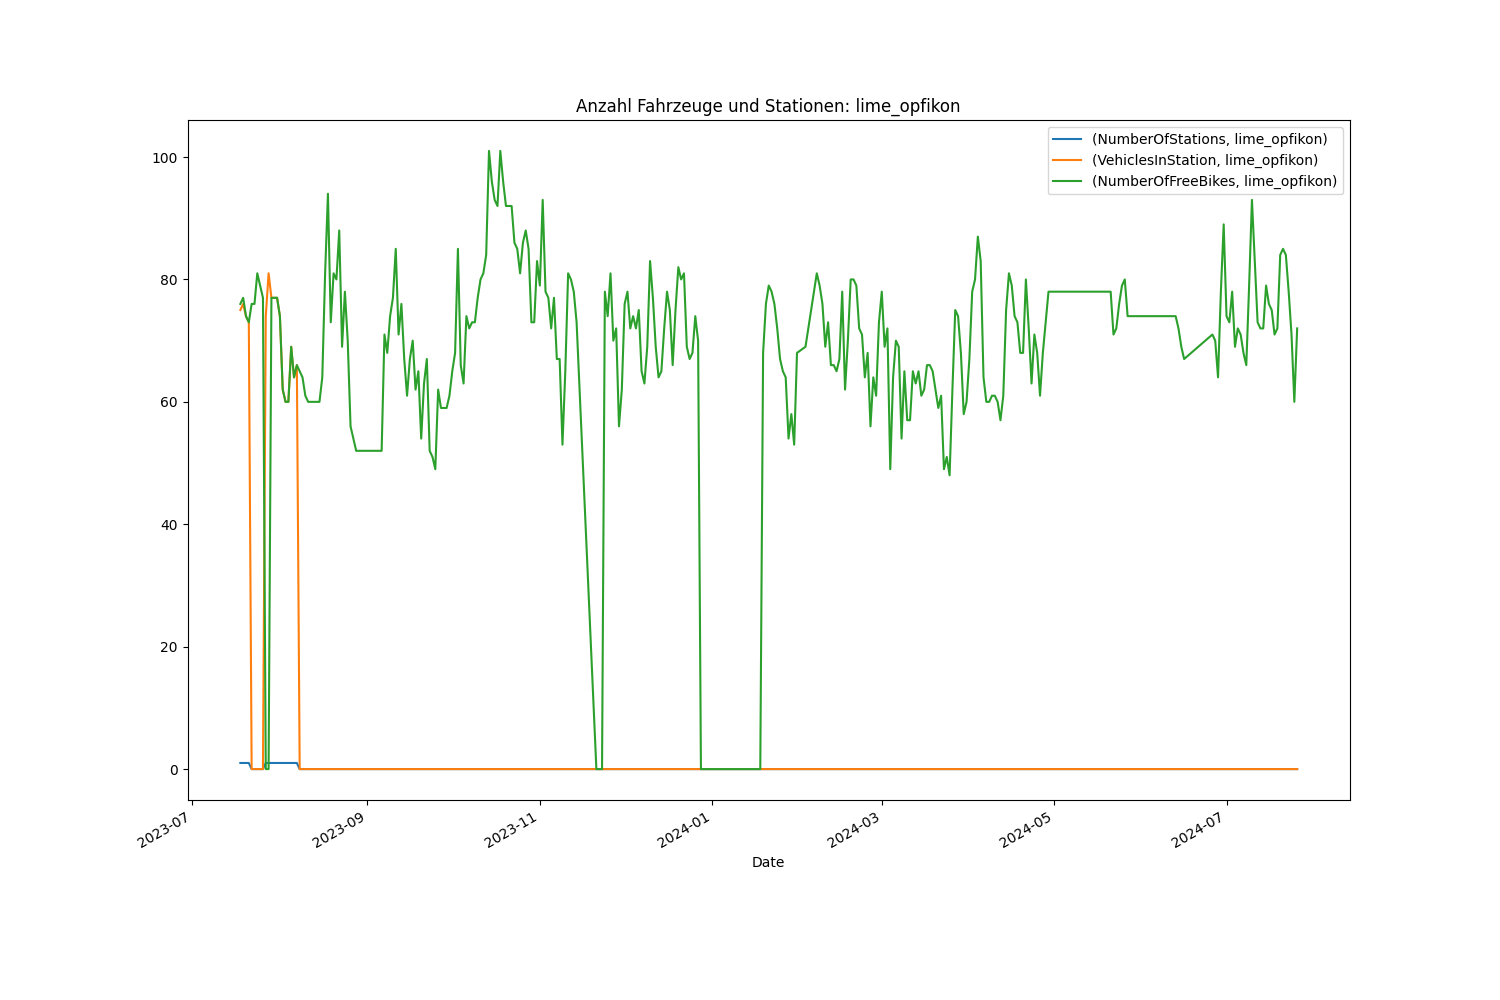 Anzahl Fahrzeuge und Stationen: lime_opfikon
(NumberOfStations, lime_opfikon)
(VehiclesInStation, lime_opfikon)
(NumberOfFreeBikes, lime_opfikon)
100
80
60
40
20
0
2023-07
2023-09
2023-11
2024-01
2024-03
2024-05
2024-07
Date